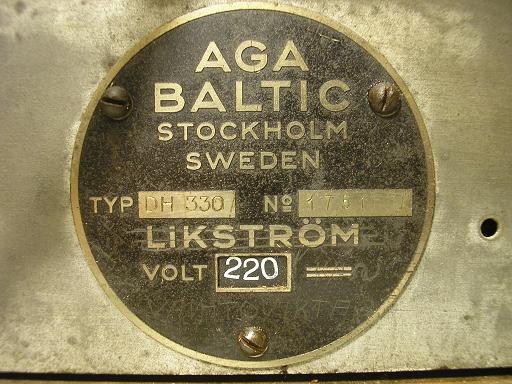 AGA
BALTIC
STOCKHOLM
SWEDEN
TYP DH 330 Nº
LiKSTRÖM
VOLT 220